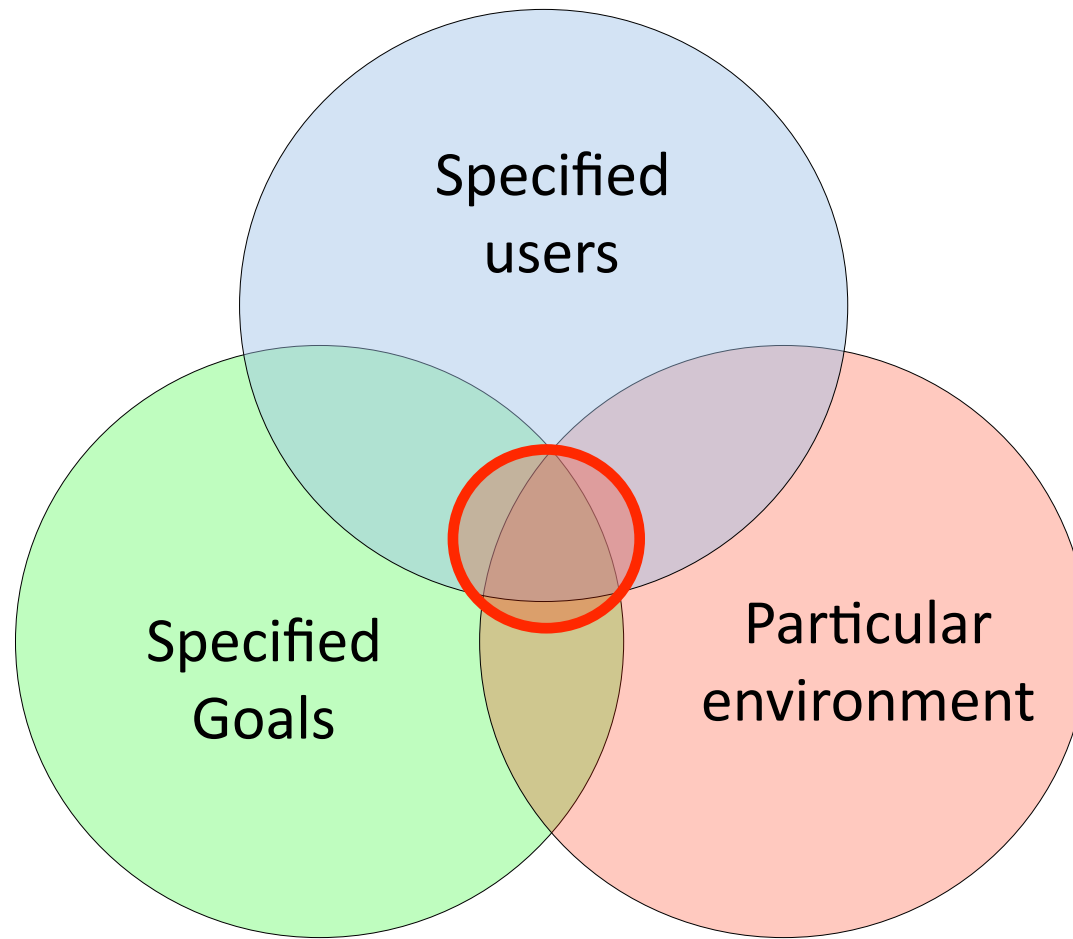 Specified
users
Specified
Goals
Particular
environment